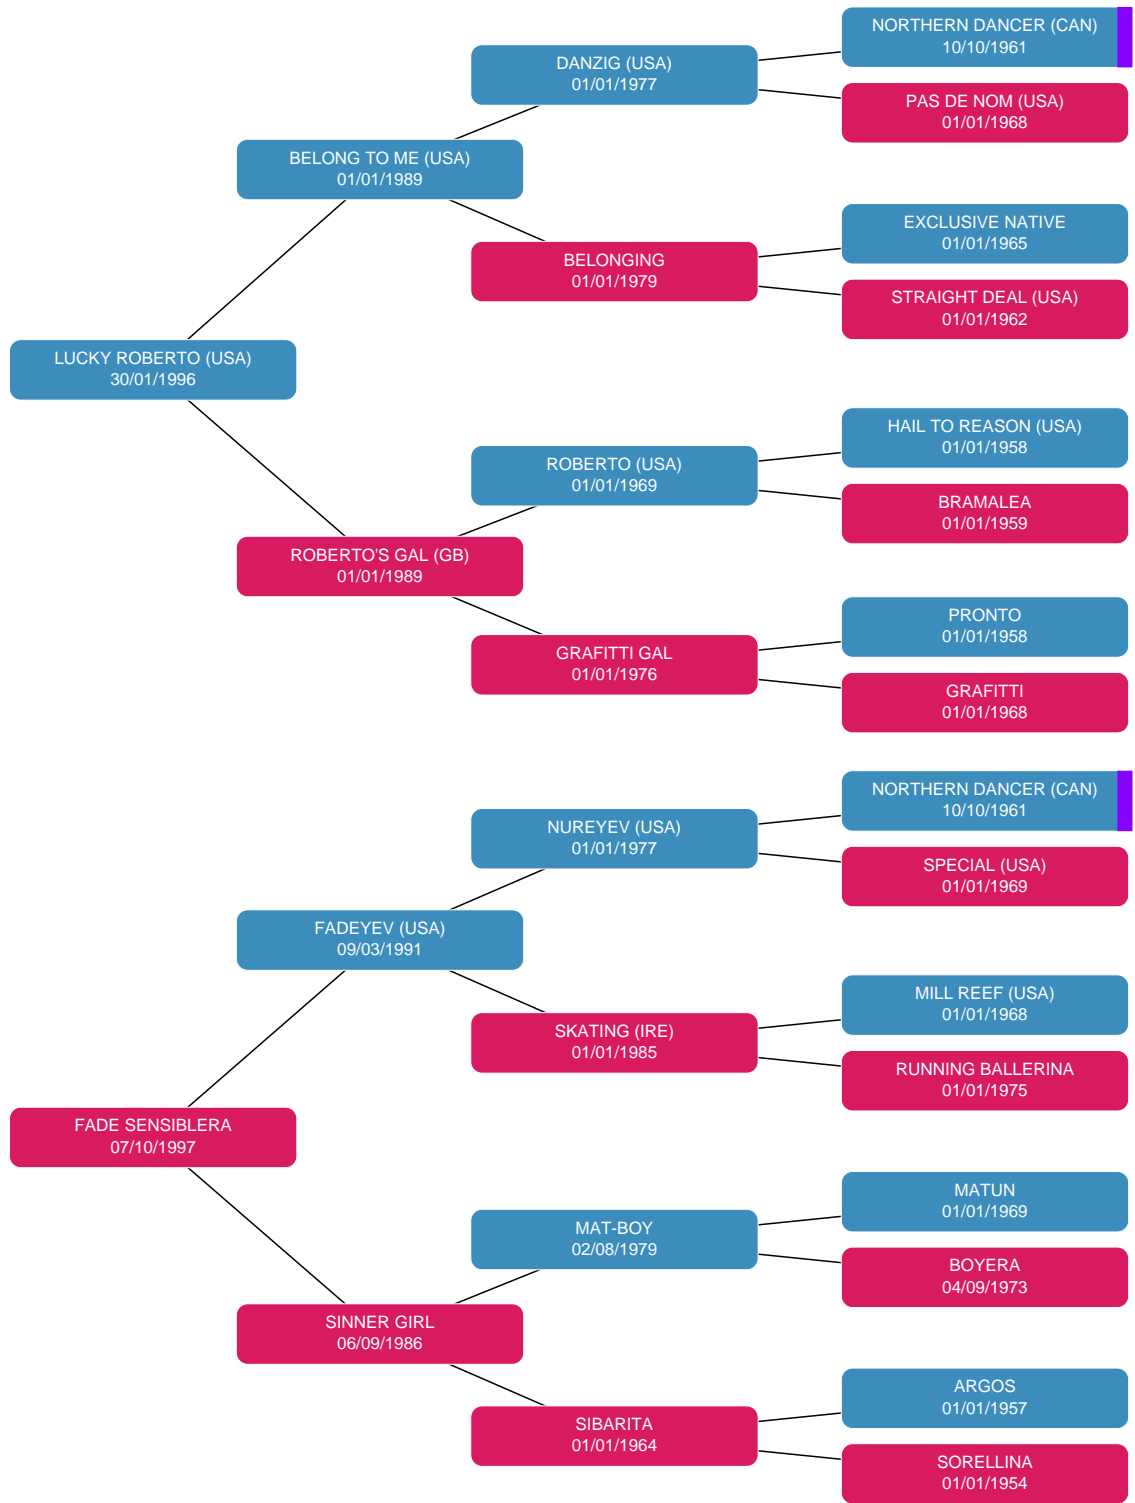 NORTHERN DANCER (CAN)
10/10/1961
DANZIG (USA)
01/01/1977
PAS DE NOM (USA)
01/01/1968
BELONG TO ME (USA)
01/01/1989
EXCLUSIVE NATIVE
01/01/1965
BELONGING
01/01/1979
STRAIGHT DEAL (USA)
01/01/1962
LUCKY ROBERTO (USA)
30/01/1996
HAIL TO REASON (USA)
01/01/1958
ROBERTO (USA)
01/01/1969
BRAMALEA
01/01/1959
ROBERTO'S GAL (GB)
01/01/1989
PRONTO
01/01/1958
GRAFITTI GAL
01/01/1976
GRAFITTI
01/01/1968
NORTHERN DANCER (CAN)
10/10/1961
NUREYEV (USA)
01/01/1977
SPECIAL (USA)
01/01/1969
FADEYEV (USA)
09/03/1991
MILL REEF (USA)
01/01/1968
SKATING (IRE)
01/01/1985
RUNNING BALLERINA
01/01/1975
FADE SENSIBLERA
07/10/1997
MATUN
01/01/1969
MAT-BOY
02/08/1979
BOYERA
04/09/1973
SINNER GIRL
06/09/1986
ARGOS
01/01/1957
SIBARITA
01/01/1964
SORELLINA
01/01/1954